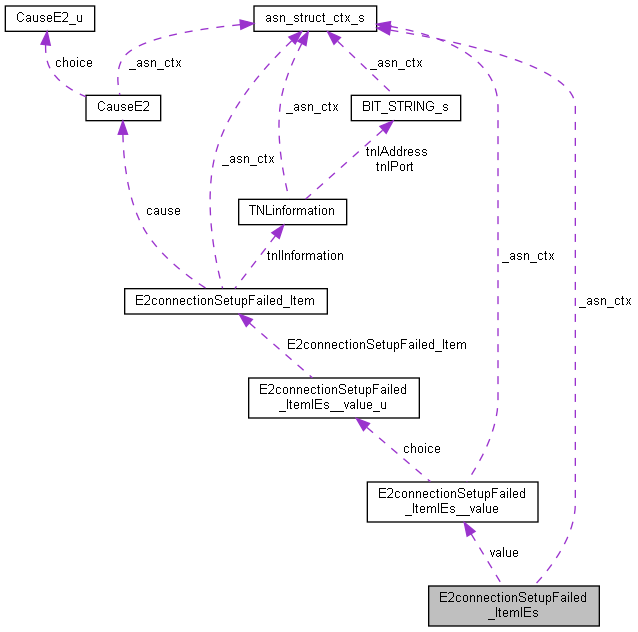 CauseE2_u
asn_struct_ctx_s
choice
_asn_ctx
_asn_ctx
CauseE2
BIT_STRING_s
_asn_ctx
_asn_ctx
tnlAddress
tnlPort
cause
TNLinformation
tnlInformation
_asn_ctx
E2connectionSetupFailed_Item
_asn_ctx
E2connectionSetupFailed_Item
E2connectionSetupFailed
_ItemIEs__value_u
choice
E2connectionSetupFailed
_ItemIEs__value
value
E2connectionSetupFailed
_ItemIEs